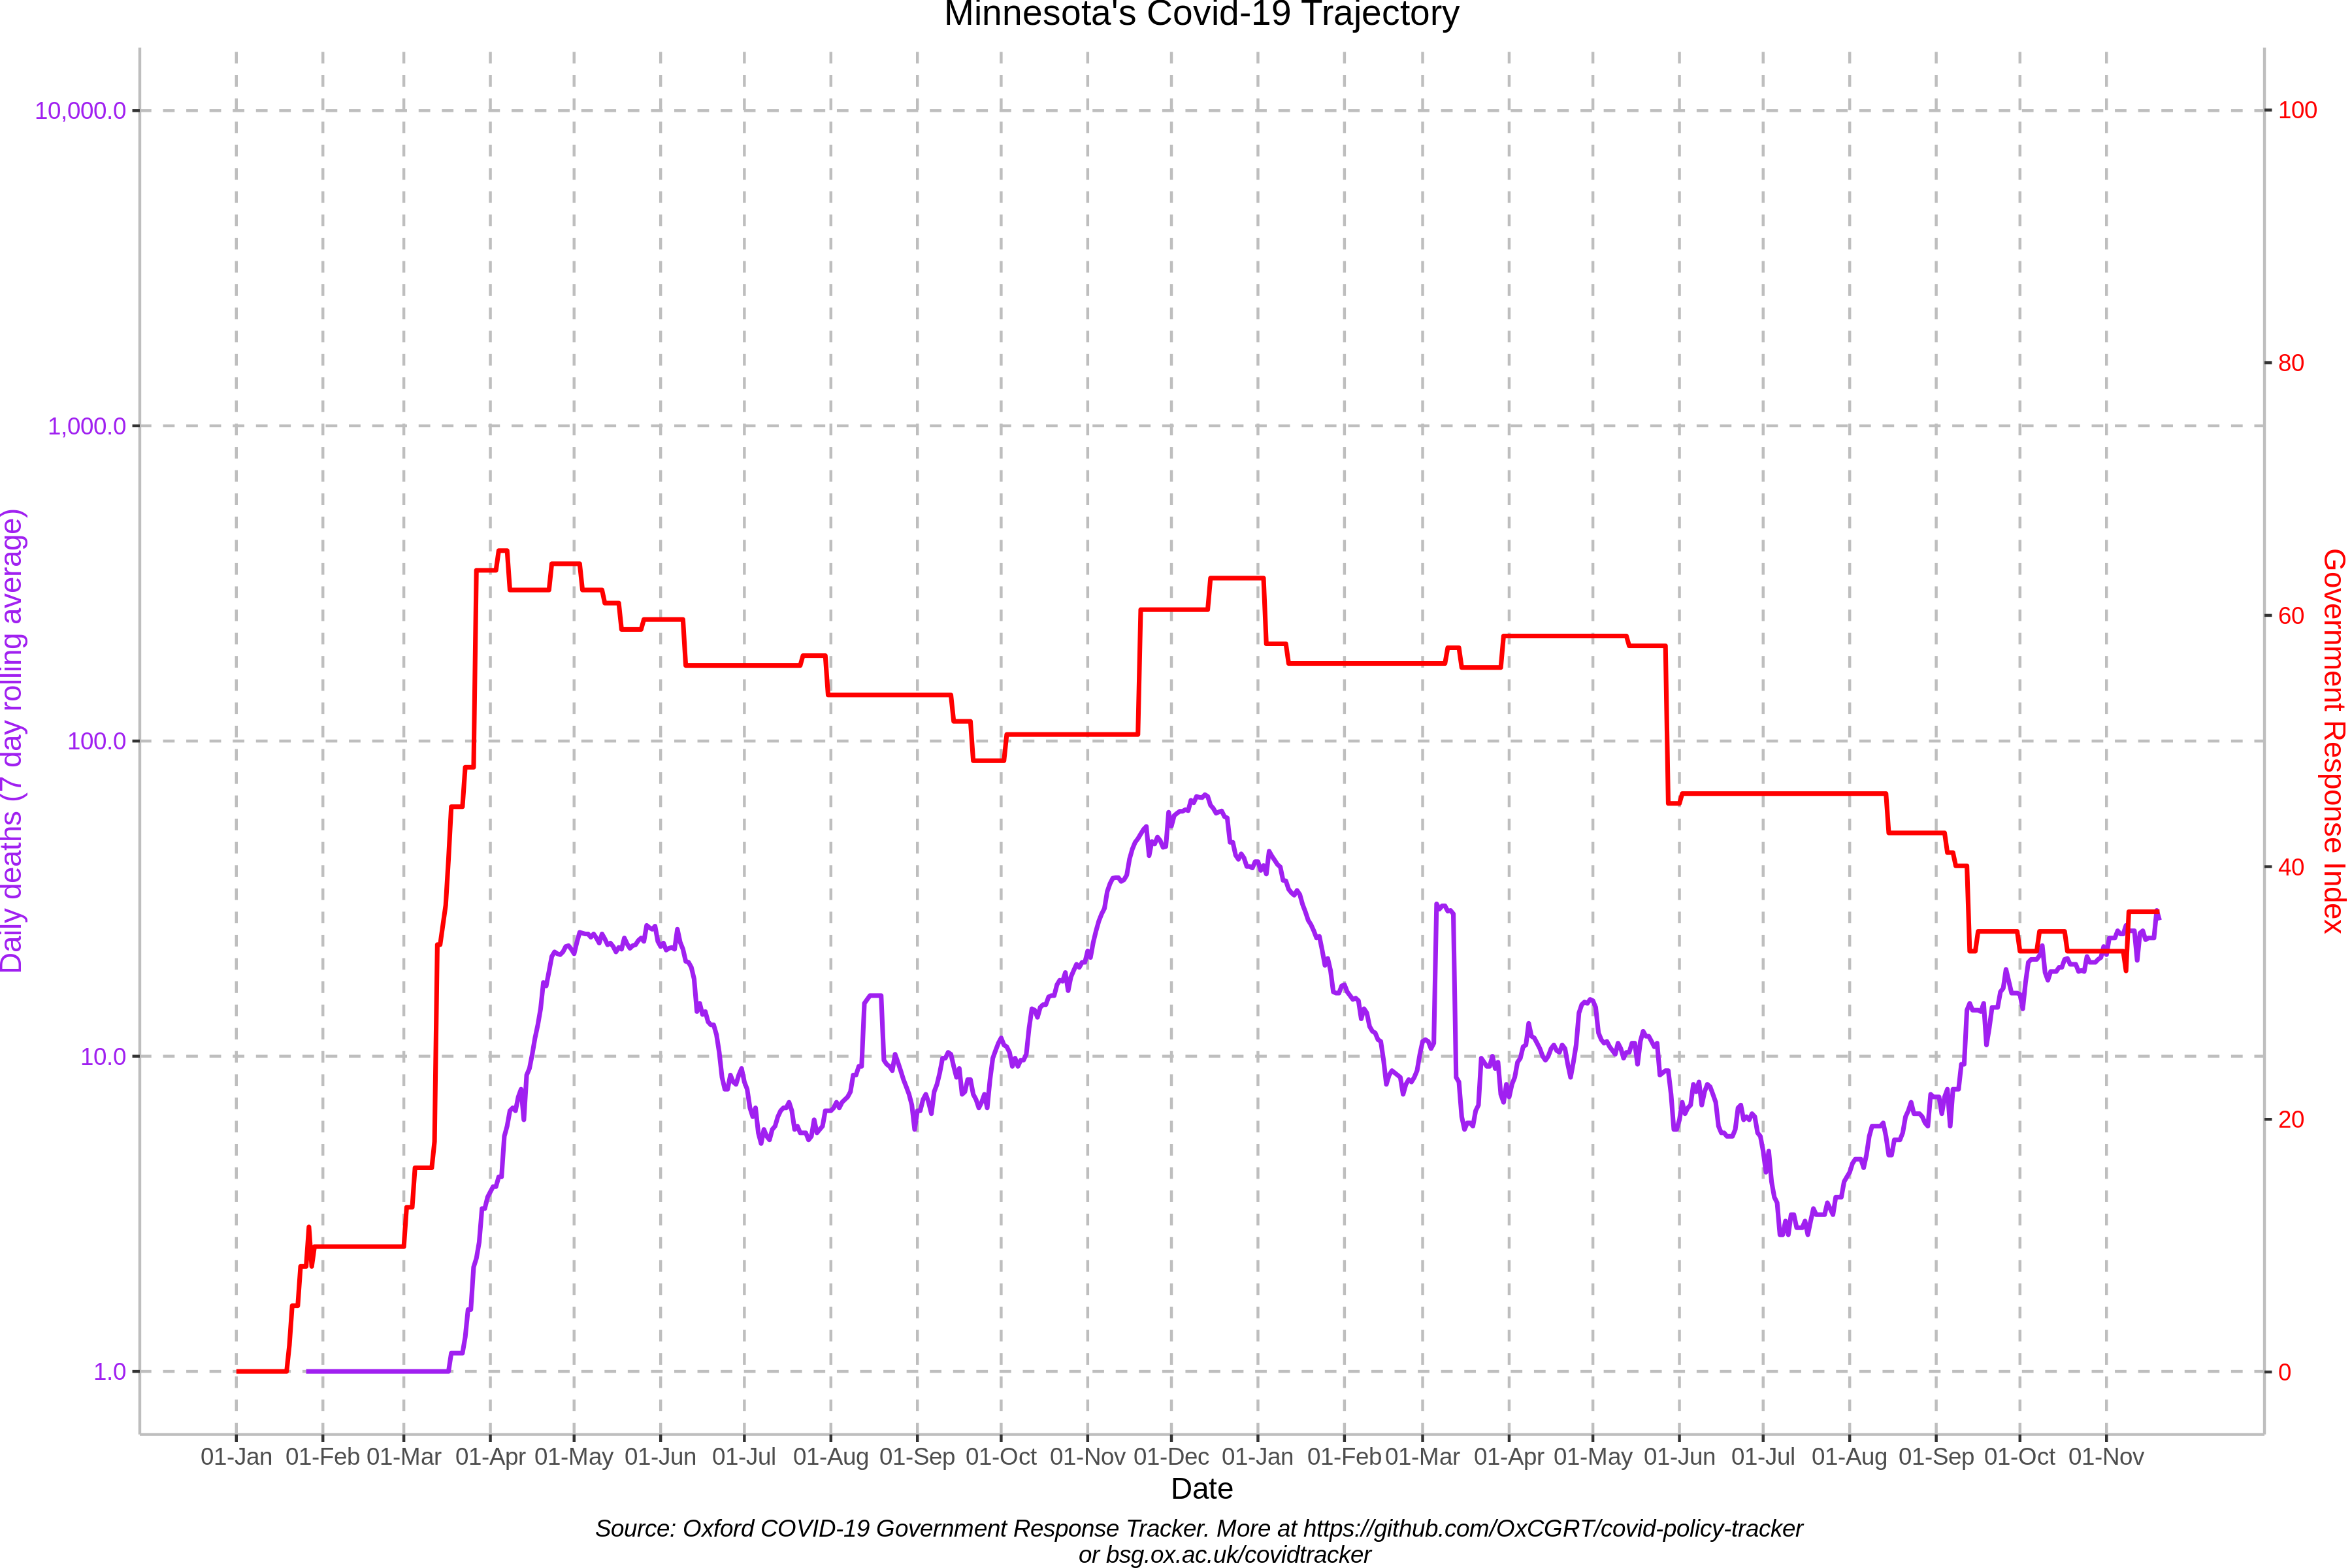 Minnesota's Covid-19 Trajectory
10,000.0
1,000.0
100.0
10.0
1.0
Daily deaths (7 day rolling average)
100
80
60
40
20
0
Government Response Index
01-Jan 01-Feb 01-Mar 01-Apr 01-May 01-Jun 01-Jul 01-Aug 01-Sep 01-Oct 01-Nov 01-Dec 01-Jan 01-Feb 01-Mar 01-Apr 01-May 01-Jun 01-Jul 01-Aug 01-Sep 01-Oct 01-Nov
Date
Source: Oxford COVID-19 Government Response Tracker. More at https://github.com/OxCGRT/covid-policy-tracker
or bsg.ox.ac.uk/covidtracker